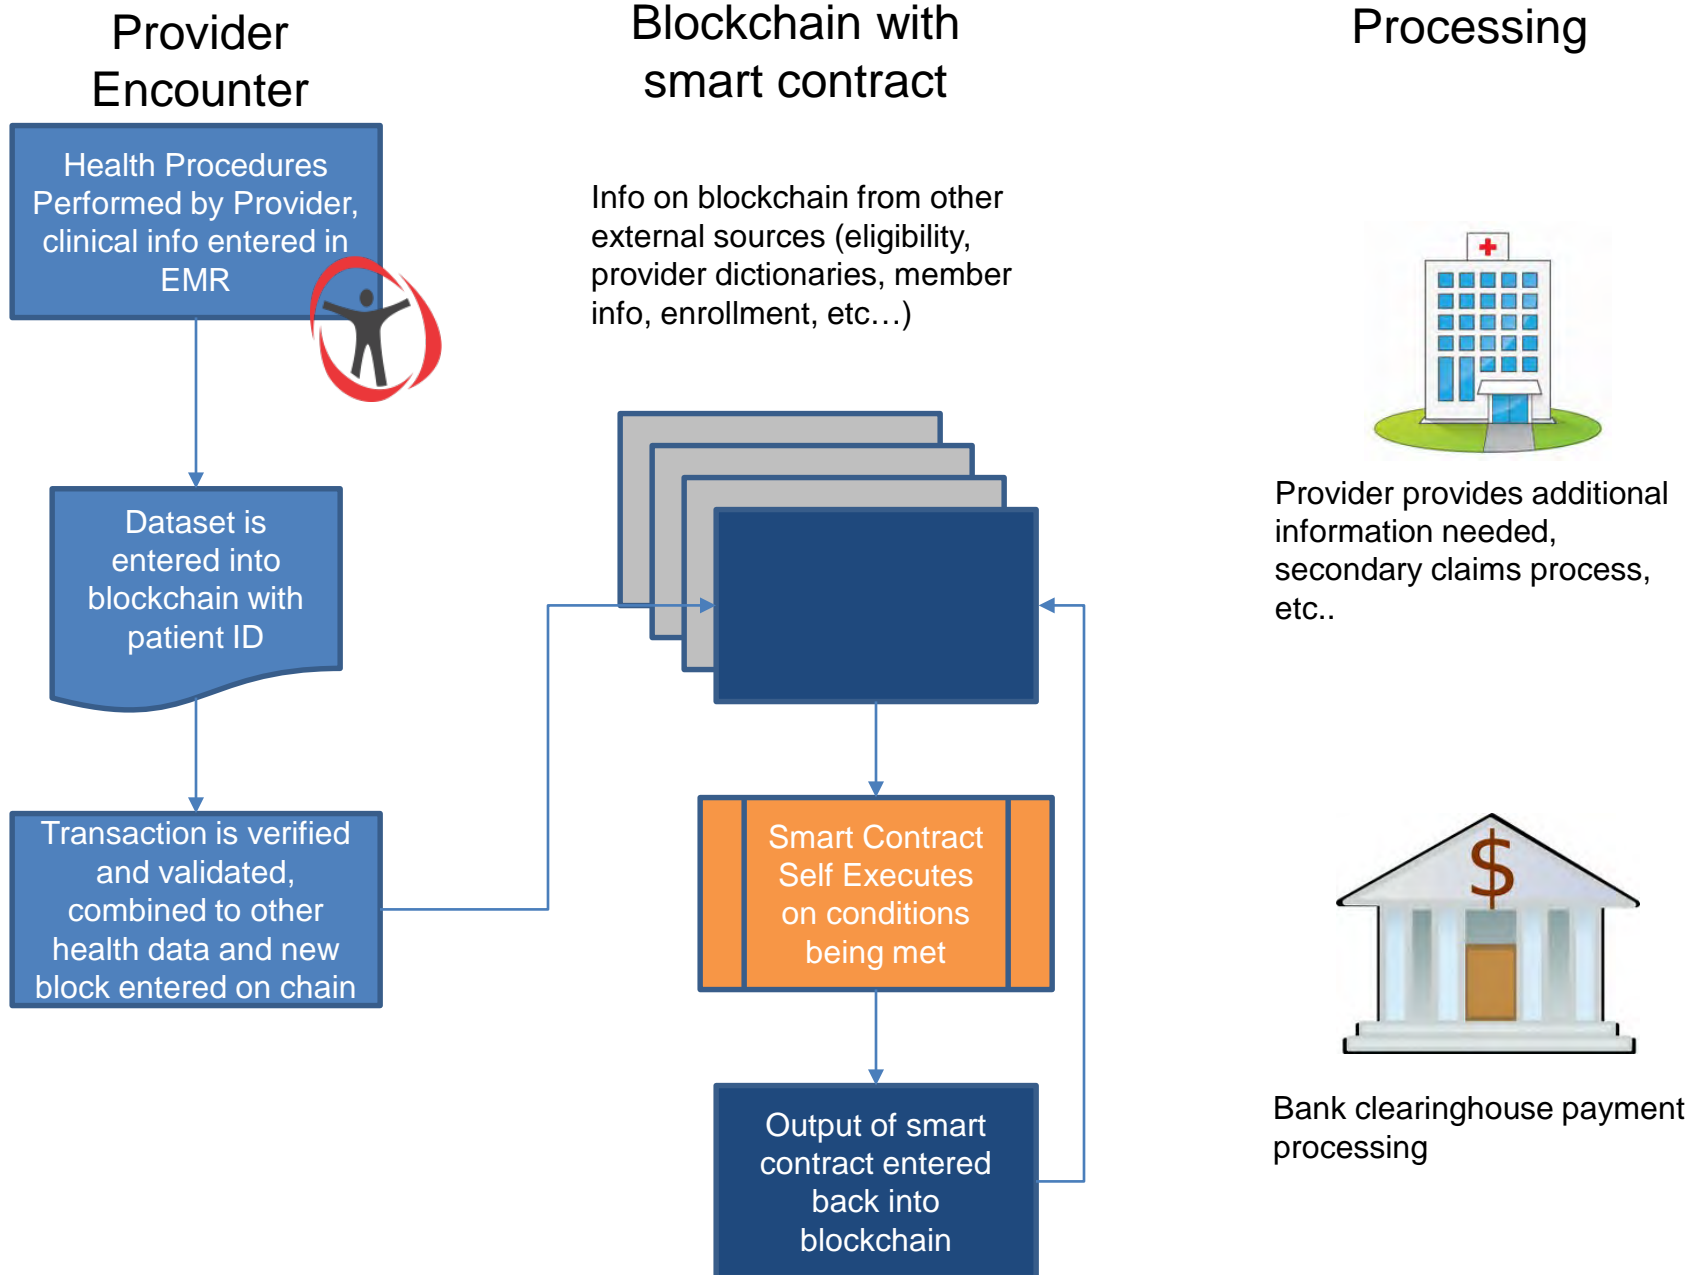 Provider
Encounter
Blockchain with
smart contract
Processing
Health Procedures
Performed by Provider,
clinical info entered in
EMR
Dataset is
entered into
blockchain with
patient ID
Transaction is verified
and validated,
combined to other
health data and new
block entered on chain
Info on blockchain from other
external sources (eligibility,
provider dictionaries, member
info, enrollment, etc…)
Smart Contract
Self Executes
on conditions
being met
Output of smart
contract entered
back into
blockchain
Provider provides additional
information needed,
secondary claims process,
etc..
$
Bank clearinghouse payment
processing